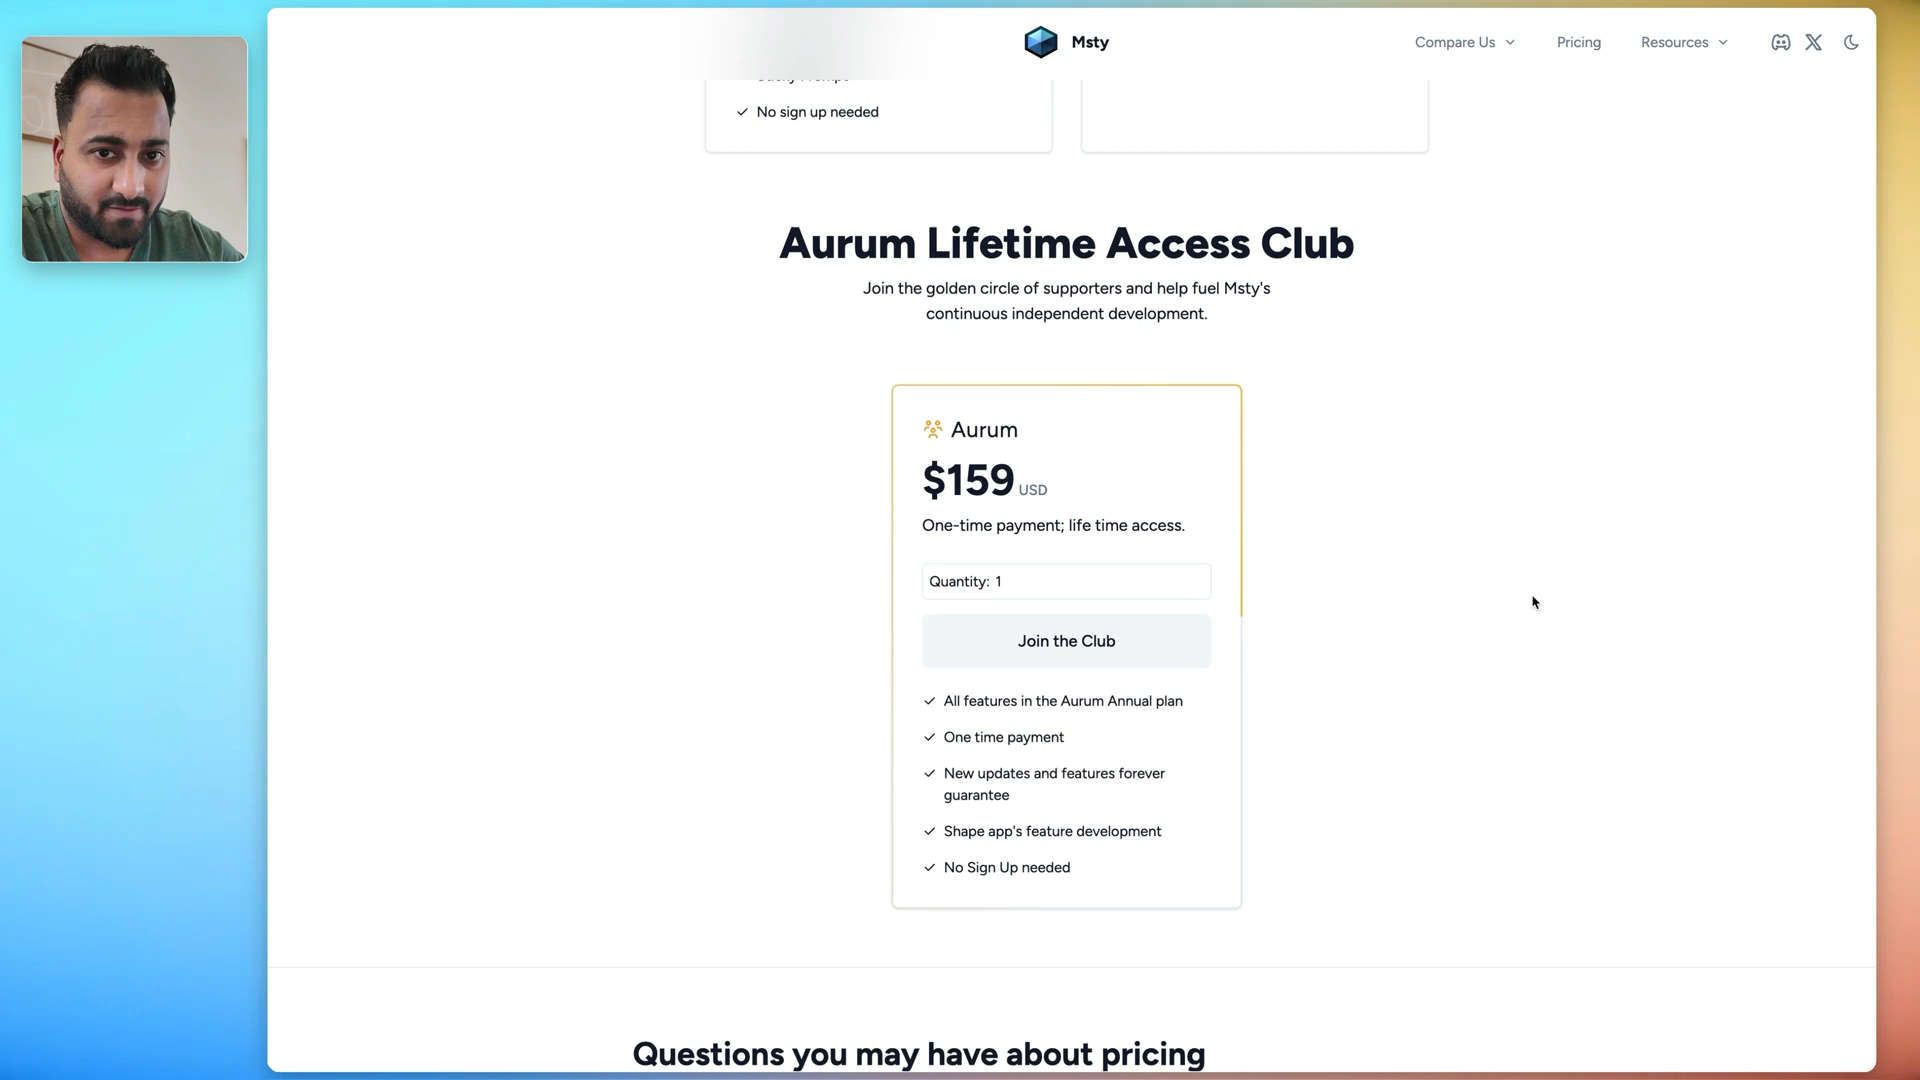 Msty
Compare Us
Pricing
Resources
No sign up needed
Aurum Lifetime Access Club
Join the golden circle of supporters and help fuel Msty's
continuous independent development.
Aurum
$159 USD
One-time payment; life time access.
Quantity: 1
Join the Club
All features in the Aurum Annual plan
One time payment
New updates and features forever
guarantee
Shape app's feature development
No Sign Up needed
Questions you may have about pricing